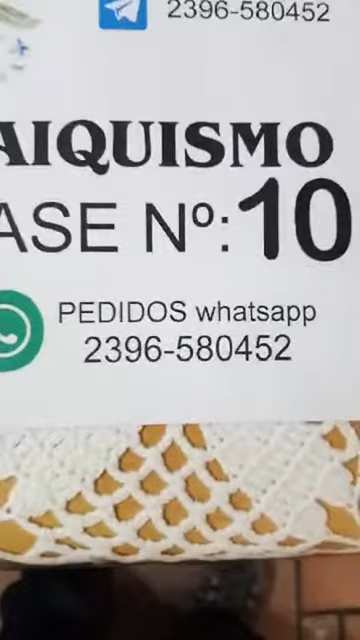 2396-580452
AIQUISMO
ASE Nº:10
PEDIDOS whatsapp
2396-580452